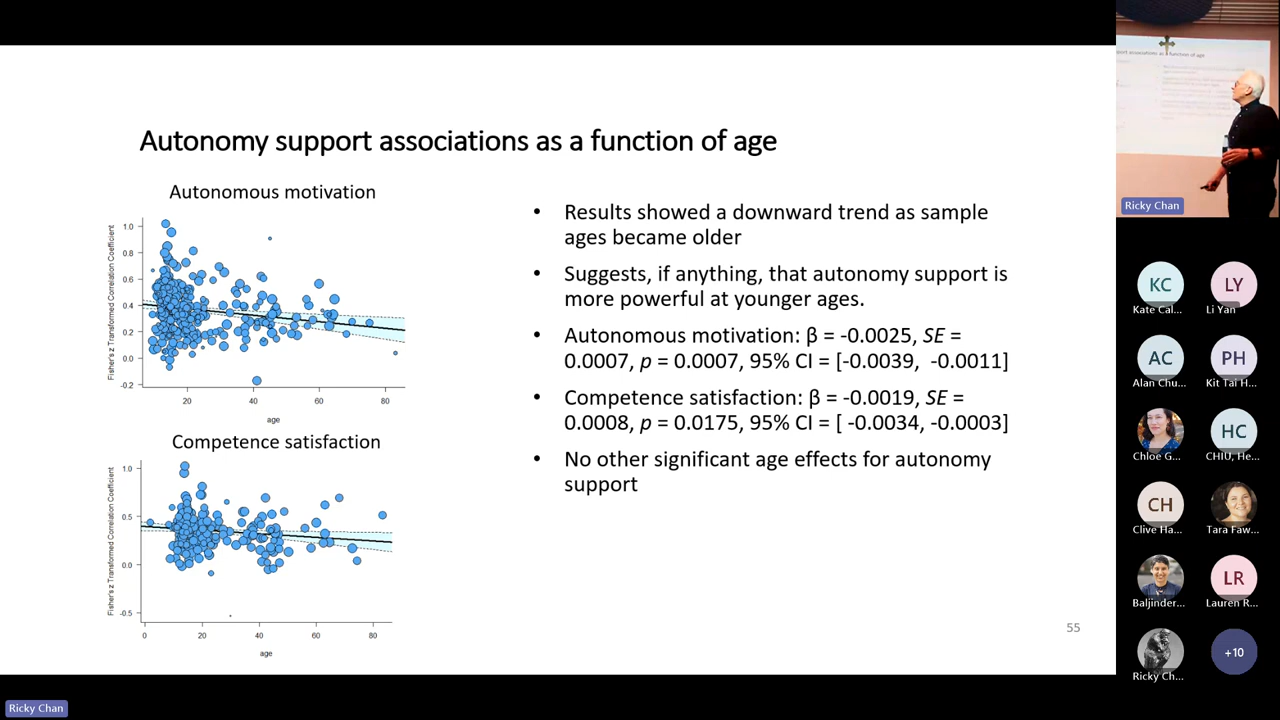 Autonomy support associations as a function of age
Autonomous motivation
Fisher's z Transformed Correlation Coefficient
1.0
0.8
0.6
0.4
0.2
0.0
-0.2
20
40
60
80
age
Competence satisfaction
Fisher's z Transformed Correlation Coefficient
1.0
0.5
0.0
-0.5
0
20
40
60
80
age
• Results showed a downward trend as sample
ages became older
• Suggests, if anything, that autonomy support is
more powerful at younger ages.
• Autonomous motivation: β = -0.0025, SE =
0.0007, p = 0.0007, 95% CI = [-0.0039, -0.0011]
• Competence satisfaction: β = -0.0019, SE =
0.0008, p = 0.0175, 95% CI = [ -0.0034, -0.0003]
• No other significant age effects for autonomy
support
55
Ricky Chan
port associations as a function of age
Ricky Chan
KC
Kate Cal...
LY
Li Yan
AC
Alan Chu...
PH
Kit Tai H...
Chloe G...
HC
CHIU, He...
CH
Clive Ha...
Tara Faw...
Baljinder...
LR
Lauren R...
Ricky Ch...
+10